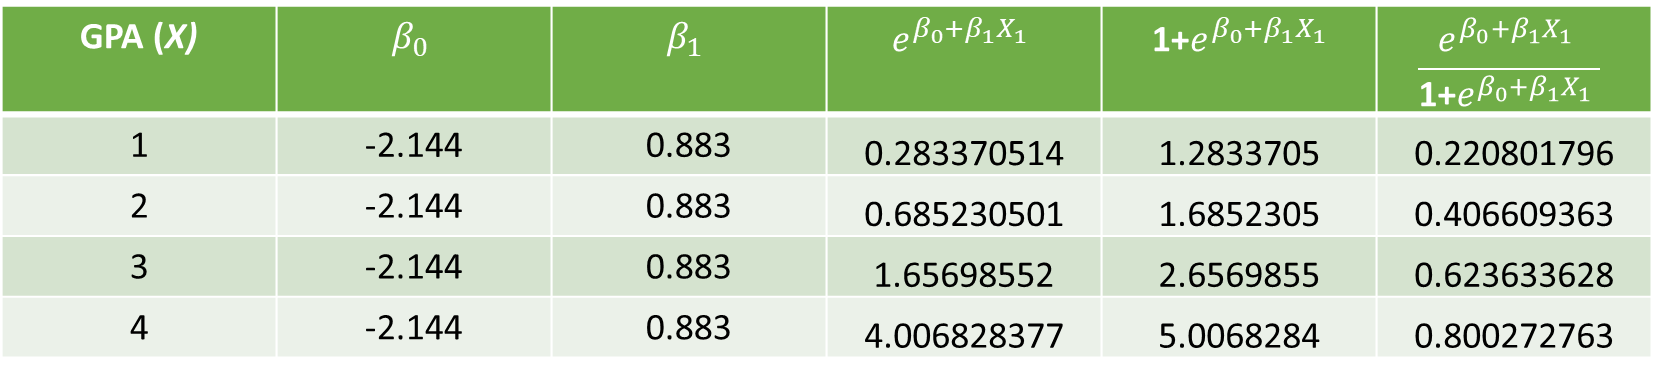 GPA (X) β₀ β₁ e^{β₀+β₁X₁} 1+e^{β₀+β₁X₁} e^{β₀+β₁X₁} / 1+e^{β₀+β₁X₁}
1 -2.144 0.883 0.283370514 1.2833705 0.220801796
2 -2.144 0.883 0.685230501 1.6852305 0.406609363
3 -2.144 0.883 1.65698552 2.6569855 0.623633628
4 -2.144 0.883 4.006828377 5.0068284 0.800272763